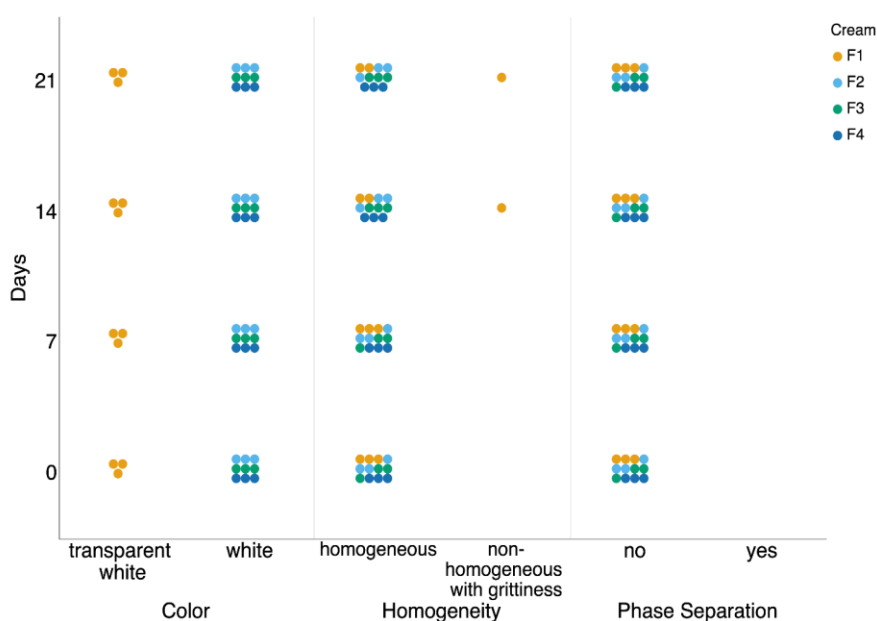 Cream
F1
F2
F3
F4
Days
21
14
7
0
transparent
white
white
homogeneous
non-
homogeneous
with grittiness
no
yes
Color
Homogeneity
Phase Separation